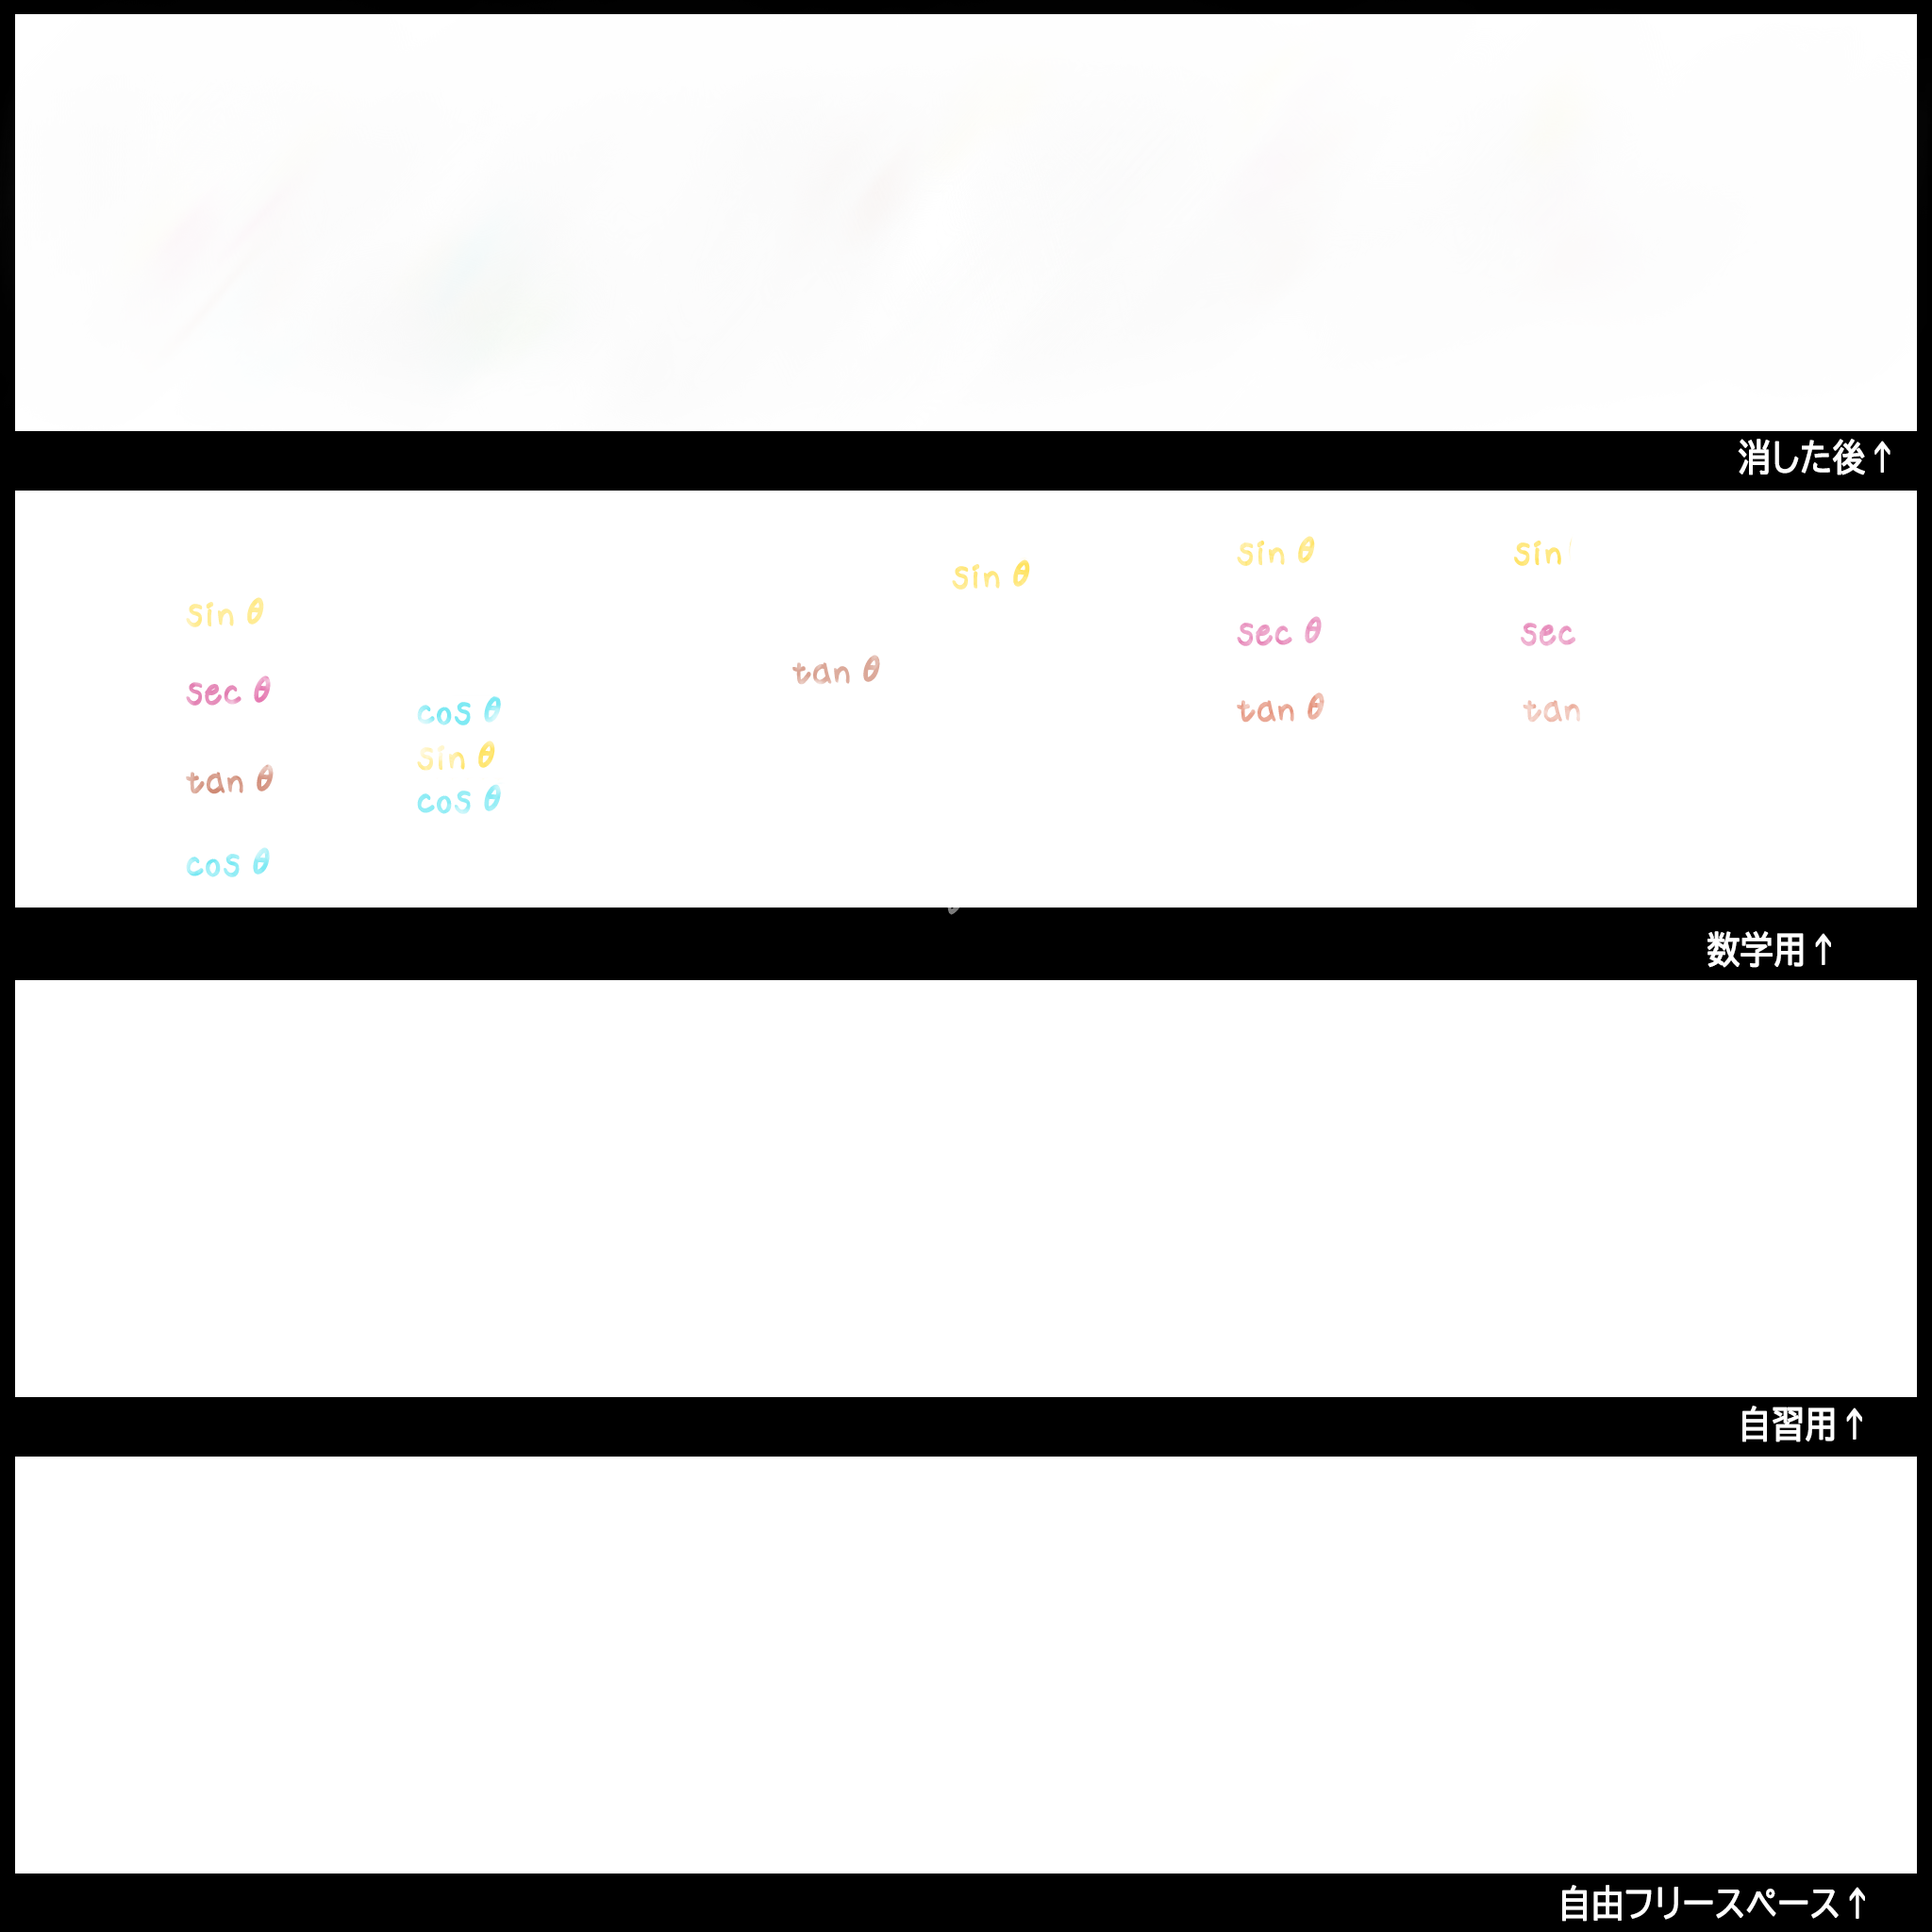 消した後↑
sin θ
sec θ
tan θ
cos θ
cos θ
sin θ
cos θ
tan θ
sin θ
sin θ
sec θ
tan θ
sin
sec
tan
数学用↑
自習用↑
自由フリースペース↑